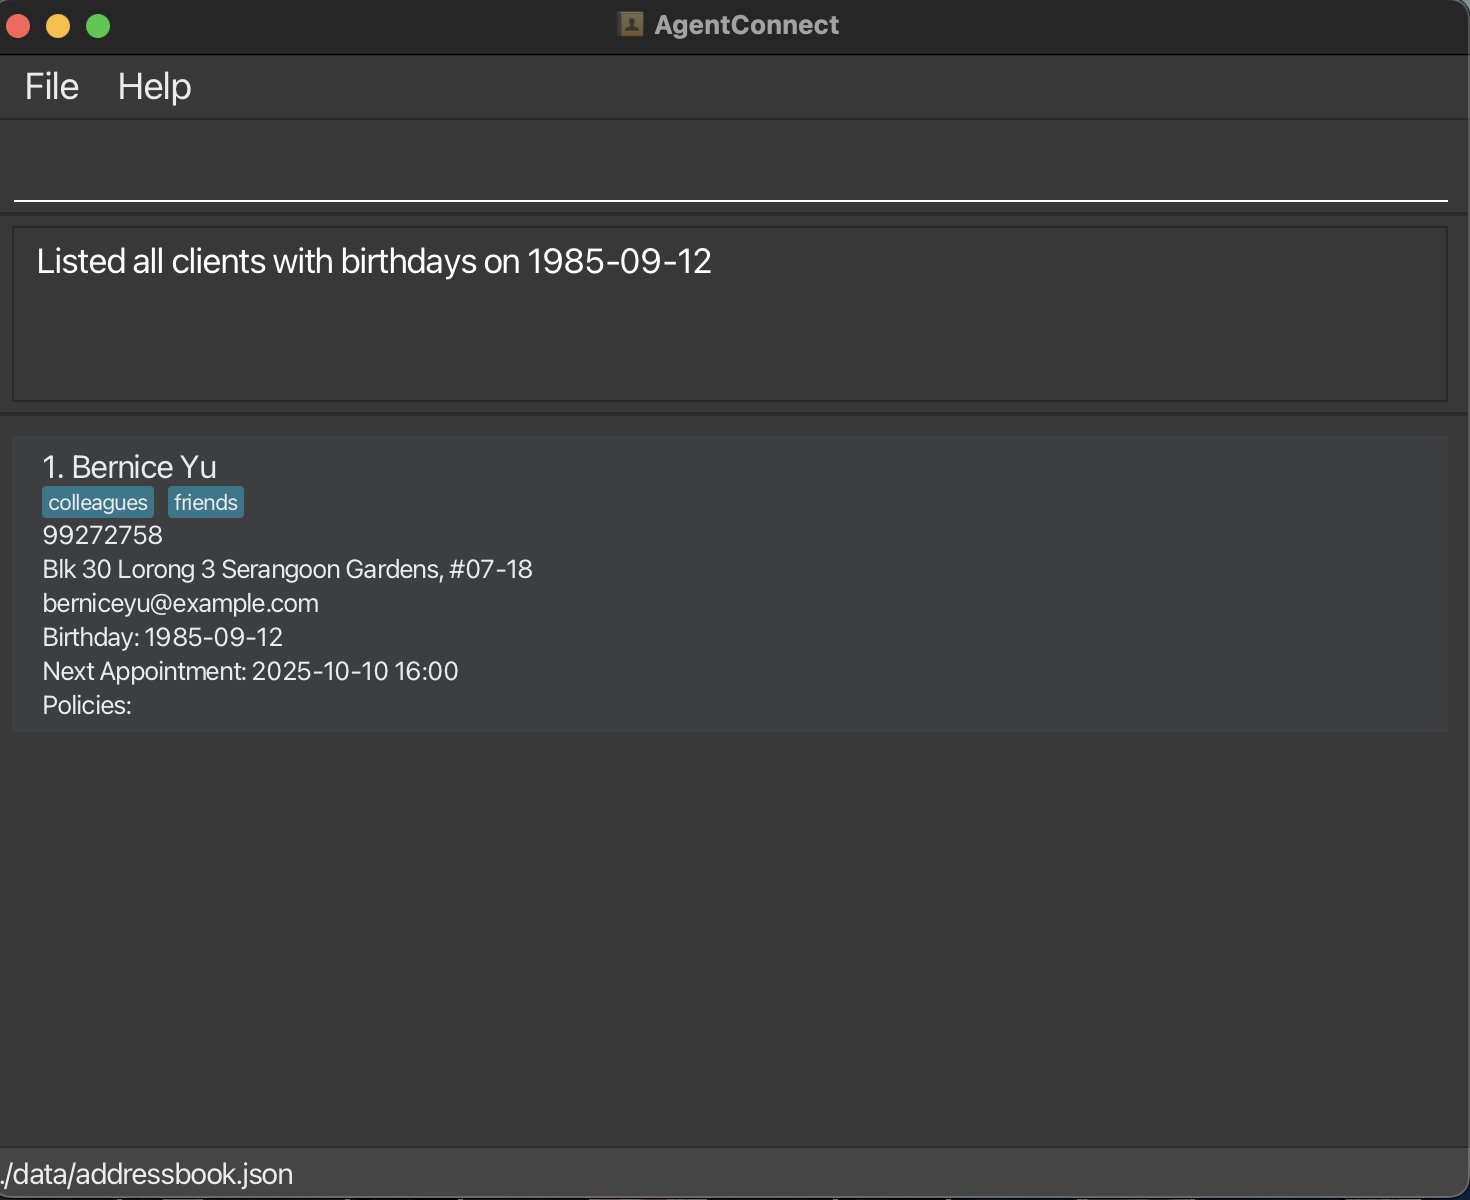 AgentConnect
File Help
Listed all clients with birthdays on 1985-09-12
1. Bernice Yu
colleagues friends
99272758
Blk 30 Lorong 3 Serangoon Gardens, #07-18
berniceyu@example.com
Birthday: 1985-09-12
Next Appointment: 2025-10-10 16:00
Policies:
./data/addressbook.json